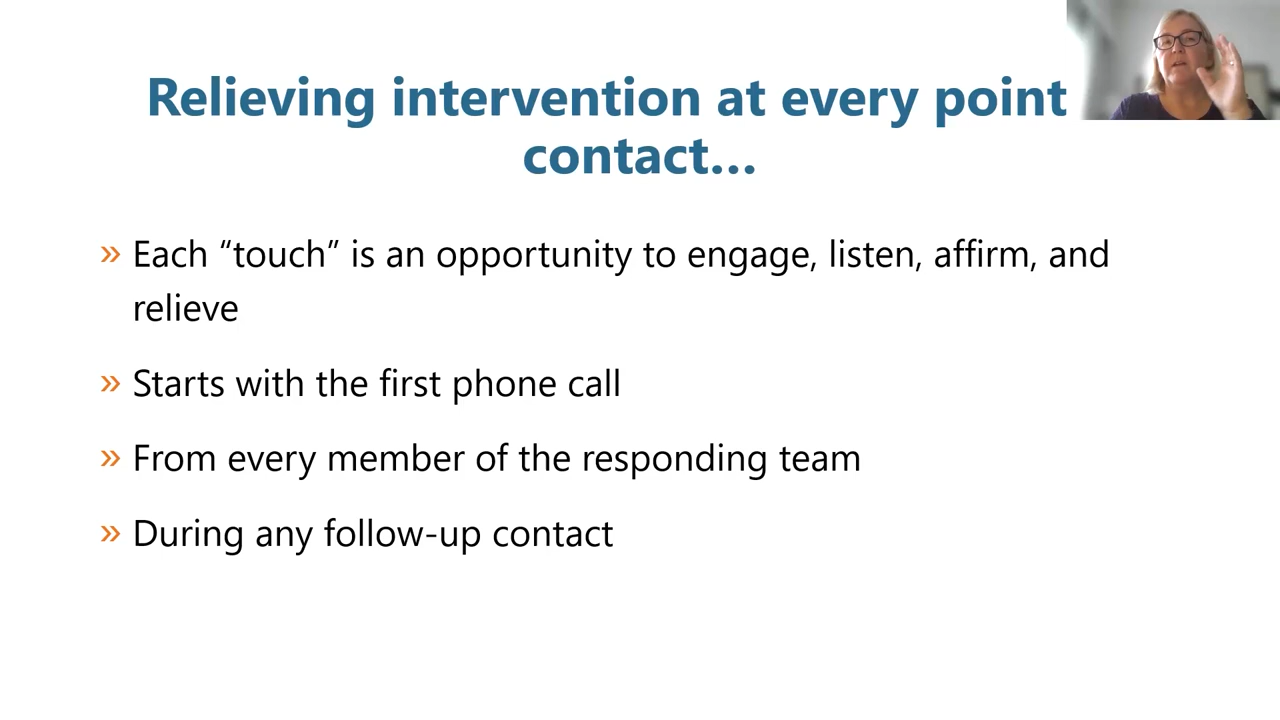 Relieving intervention at every point
contact...
» Each “touch” is an opportunity to engage, listen, affirm, and
relieve
» Starts with the first phone call
» From every member of the responding team
» During any follow-up contact